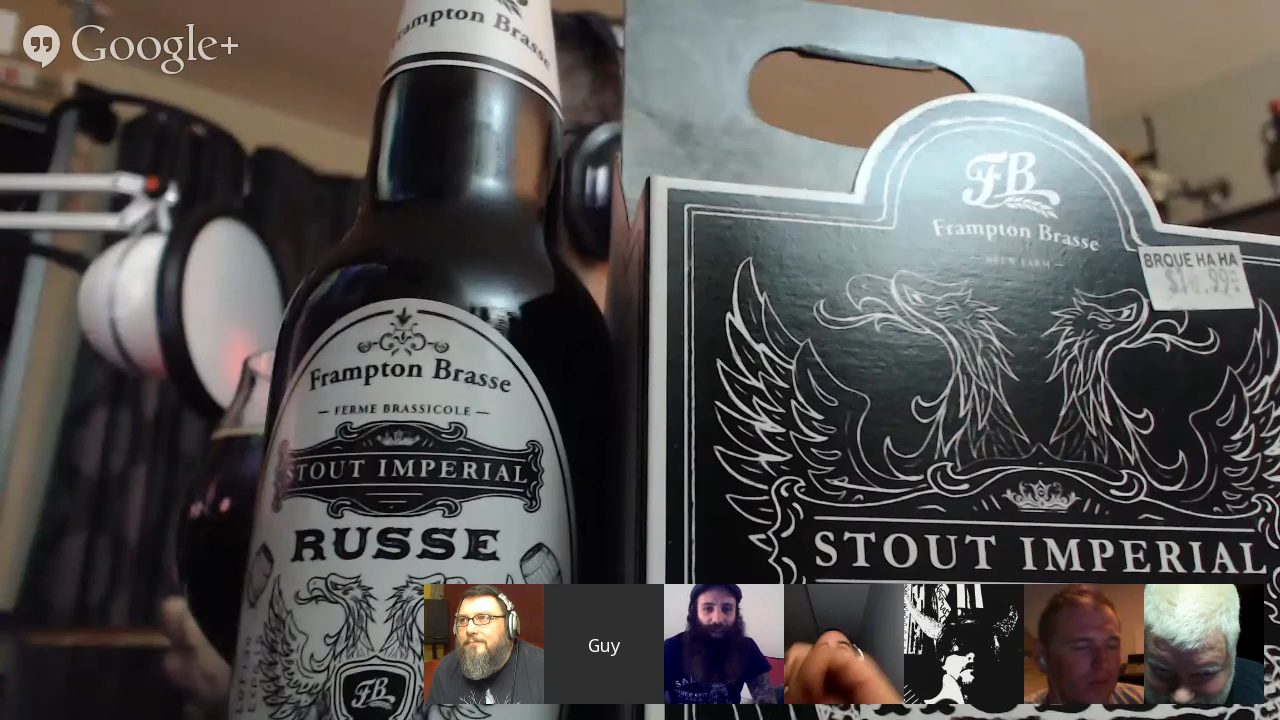 Google+
Frampton Brasse
Frampton Brasse
— FERME BRASSICOLE —
STOUT IMPERIAL
RUSSE
FB
FB
Frampton Brasse
— BREW FARM —
BROUE HA HA
STOUT IMPERIAL
Guy